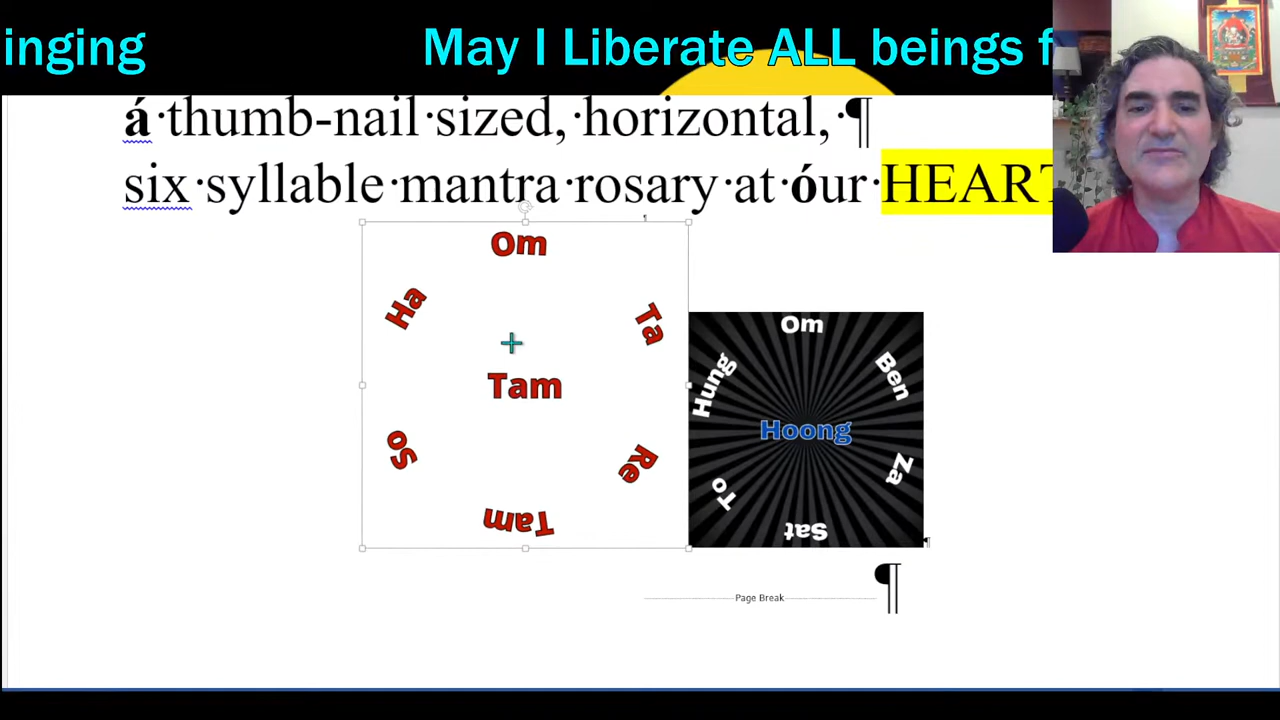 inging May I Liberate ALL beings f
á·thumb-nail·sized,·horizontal,·¶
six·syllable·mantra·rosary·at·óur·HEART
¶
Om
Ha
Ta
Tam
So
Re
Tam
Om
Hung
Ben
Hoong
To
Za
Sat
¶
¶
Page Break